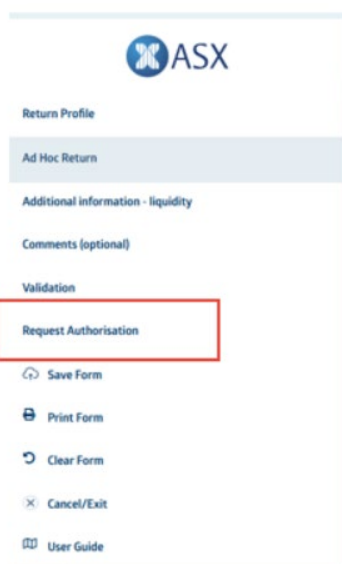 ASX
Return Profile
Ad Hoc Return
Additional information - liquidity
Comments (optional)
Validation
Request Authorisation
Save Form
Print Form
Clear Form
Cancel/Exit
User Guide